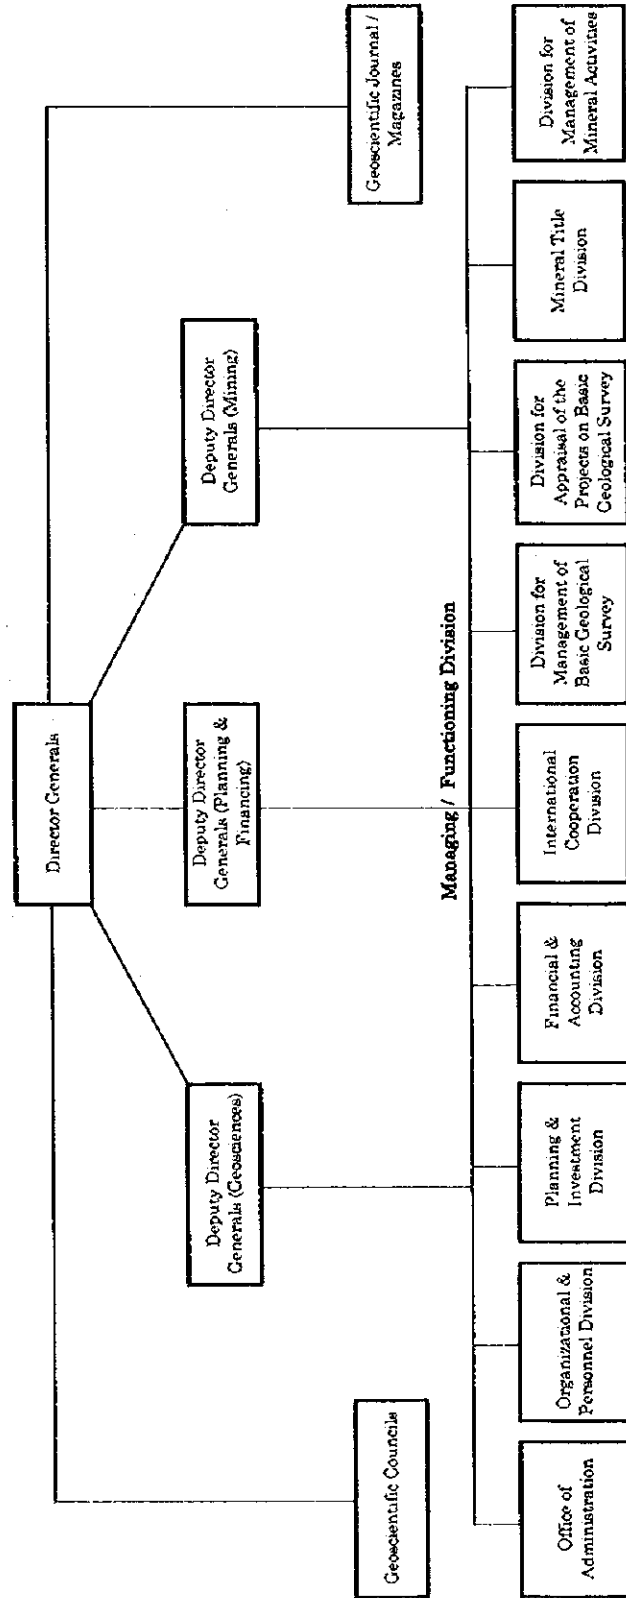 Director Generals
Deputy Director
Generals (Geosciences)
Deputy Director
Generals (Planning &
Financing)
Deputy Director
Generals (Mining)
Geoscientific Councils
Geoscientific Journal /
Magazines
Managing / Functioning Division
Office of
Administration
Organizational &
Personnel Division
Planning &
Investment
Division
Financial &
Accounting
Division
International
Cooperation
Division
Division for
Management of
Basic Geological
Survey
Division for
Appraisal of the
Projects on Basic
Geological Survey
Mineral Title
Division
Division for
Management of
Mineral Activities